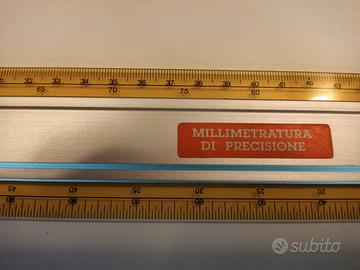 31 32 33 34 35 36 37 38 39 40 41 42 43
65 70 75 80
MILLIMETRATURA
DI PRECISIONE
45 40 35 30 25 20
subito